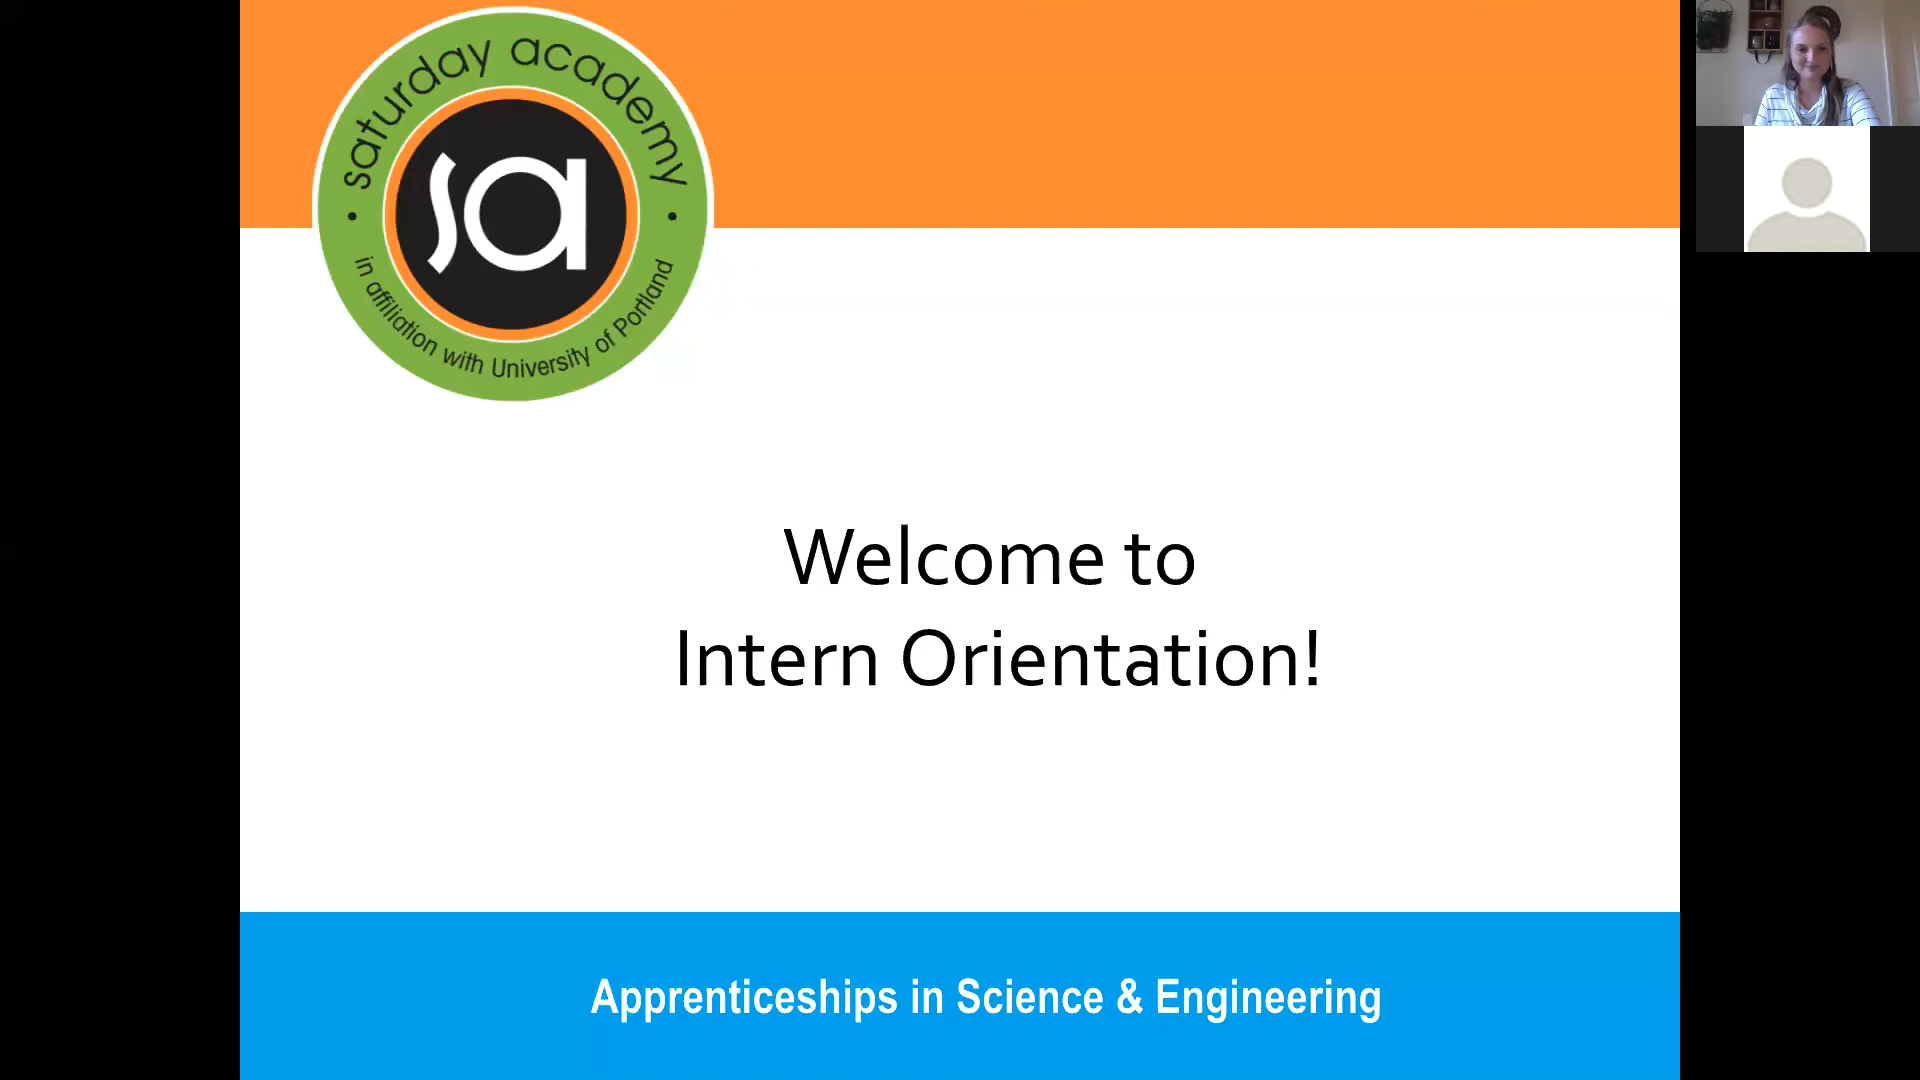 saturday academy
sa
in affiliation with University of Portland
Welcome to
Intern Orientation!
Apprenticeships in Science & Engineering